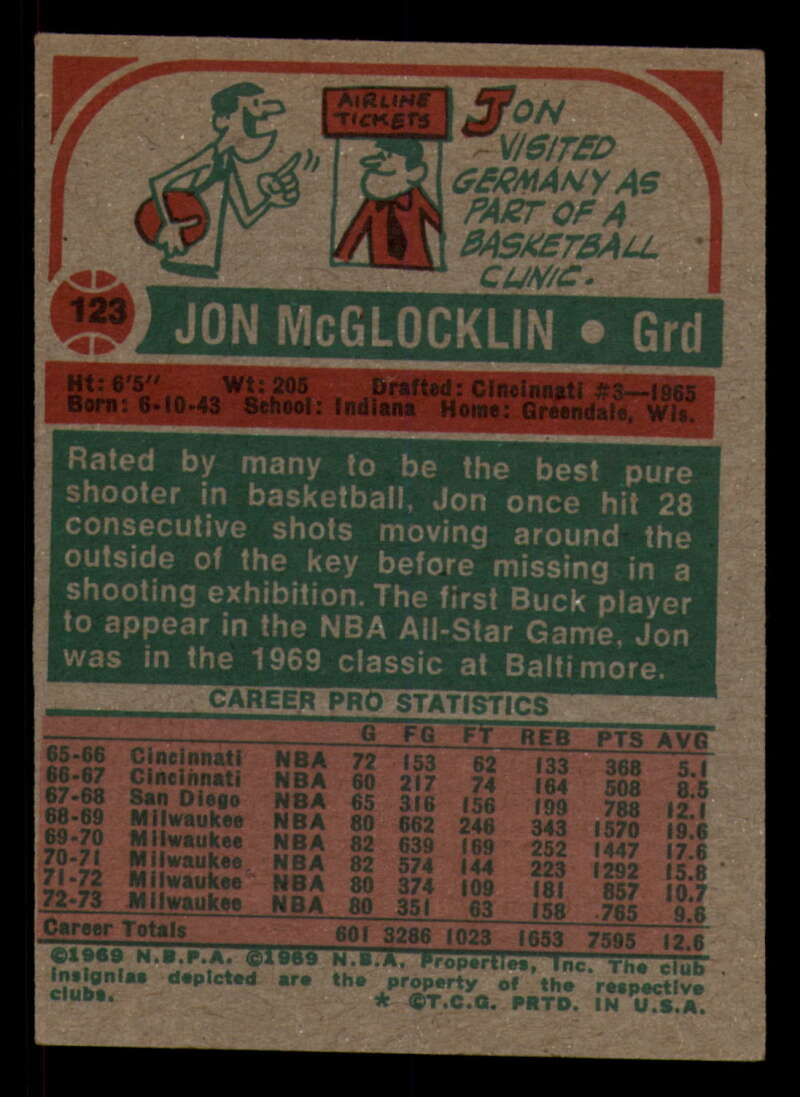 AIRLINE
TICKETS
JON
VISITED
GERMANY AS
PART OF A
BASKETBALL
CLINIC.
123
JON McGLOCKLIN • Grd
Ht: 6'5" Wt: 205 Drafted: Cincinnati #3—1965
Born: 6-10-43 School: Indiana Home: Greendale, Wis.
Rated by many to be the best pure
shooter in basketball, Jon once hit 28
consecutive shots moving around the
outside of the key before missing in a
shooting exhibition. The first Buck player
to appear in the NBA All-Star Game, Jon
was in the 1969 classic at Baltimore.
CAREER PRO STATISTICS
G FG FT REB PTS AVG
65-66 Cincinnati NBA 72 153 62 133 368 5.1
66-67 Cincinnati NBA 60 217 74 164 508 8.5
67-68 San Diego NBA 65 316 156 199 788 12.1
68-69 Milwaukee NBA 80 662 246 343 1570 19.6
69-70 Milwaukee NBA 82 639 169 252 1447 17.6
70-71 Milwaukee NBA 82 574 144 223 1292 15.8
71-72 Milwaukee NBA 80 374 109 181 857 10.7
72-73 Milwaukee NBA 80 351 63 158 765 9.6
Career Totals 601 3286 1023 1653 7595 12.6
©1969 N.B.P.A. ©1969 N.B.A. Properties, Inc. The club
insignias depicted are the property of the respective
clubs. * ©T.C.G. PRTD. IN U.S.A.